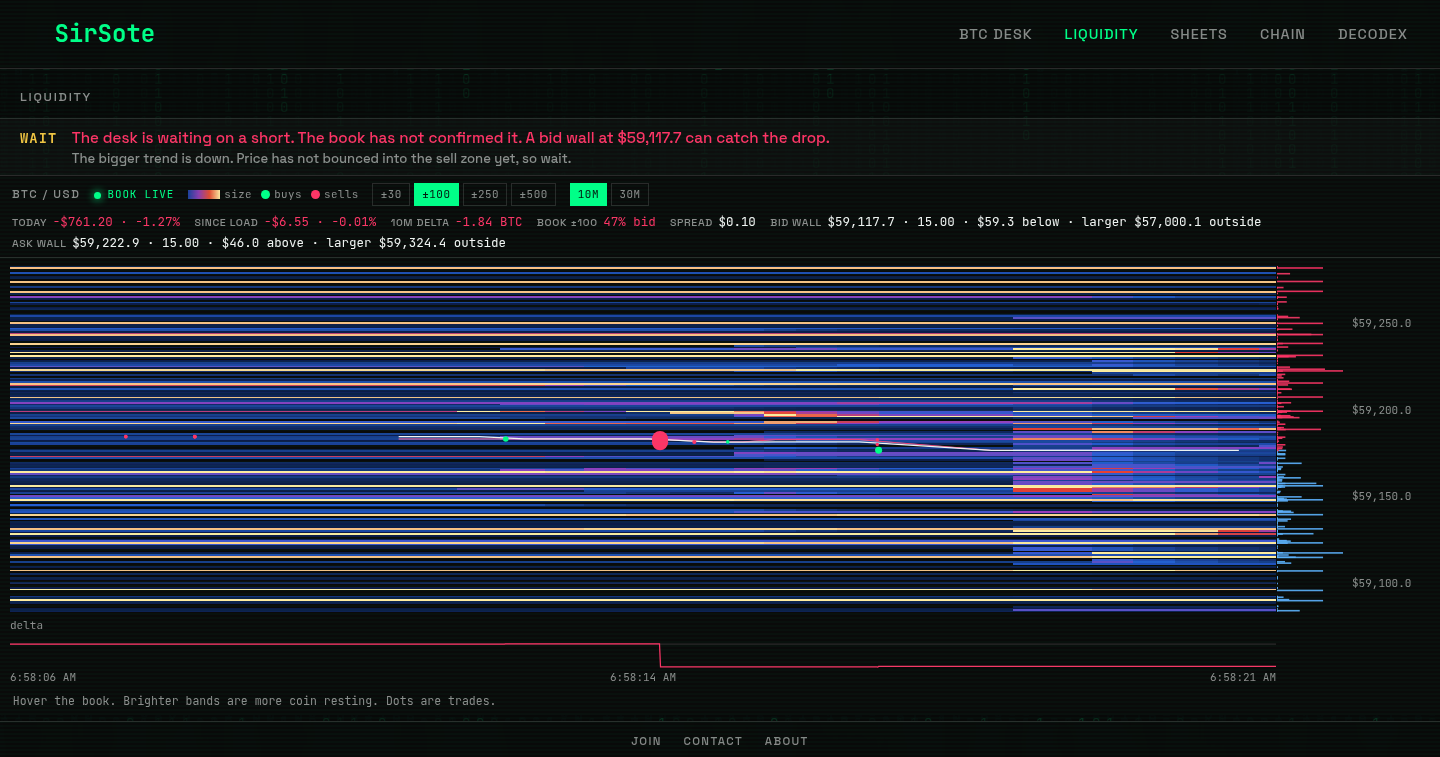 SirSote
BTC DESK LIQUIDITY SHEETS CHAIN DECODEX
LIQUIDITY
WAIT The desk is waiting on a short. The book has not confirmed it. A bid wall at $59,117.7 can catch the drop.
The bigger trend is down. Price has not bounced into the sell zone yet, so wait.
BTC / USD BOOK LIVE size buys sells ±30 ±100 ±250 ±500 10M 30M
TODAY -$761.20 · -1.27% SINCE LOAD -$6.55 · -0.01% 10M DELTA -1.84 BTC BOOK ±100 47% bid SPREAD $0.10 BID WALL $59,117.7 · 15.00 · $59.3 below · larger $57,000.1 outside
ASK WALL $59,222.9 · 15.00 · $46.0 above · larger $59,324.4 outside
$59,250.0
$59,200.0
$59,150.0
$59,100.0
delta
6:58:06 AM 6:58:14 AM 6:58:21 AM
Hover the book. Brighter bands are more coin resting. Dots are trades.
JOIN CONTACT ABOUT